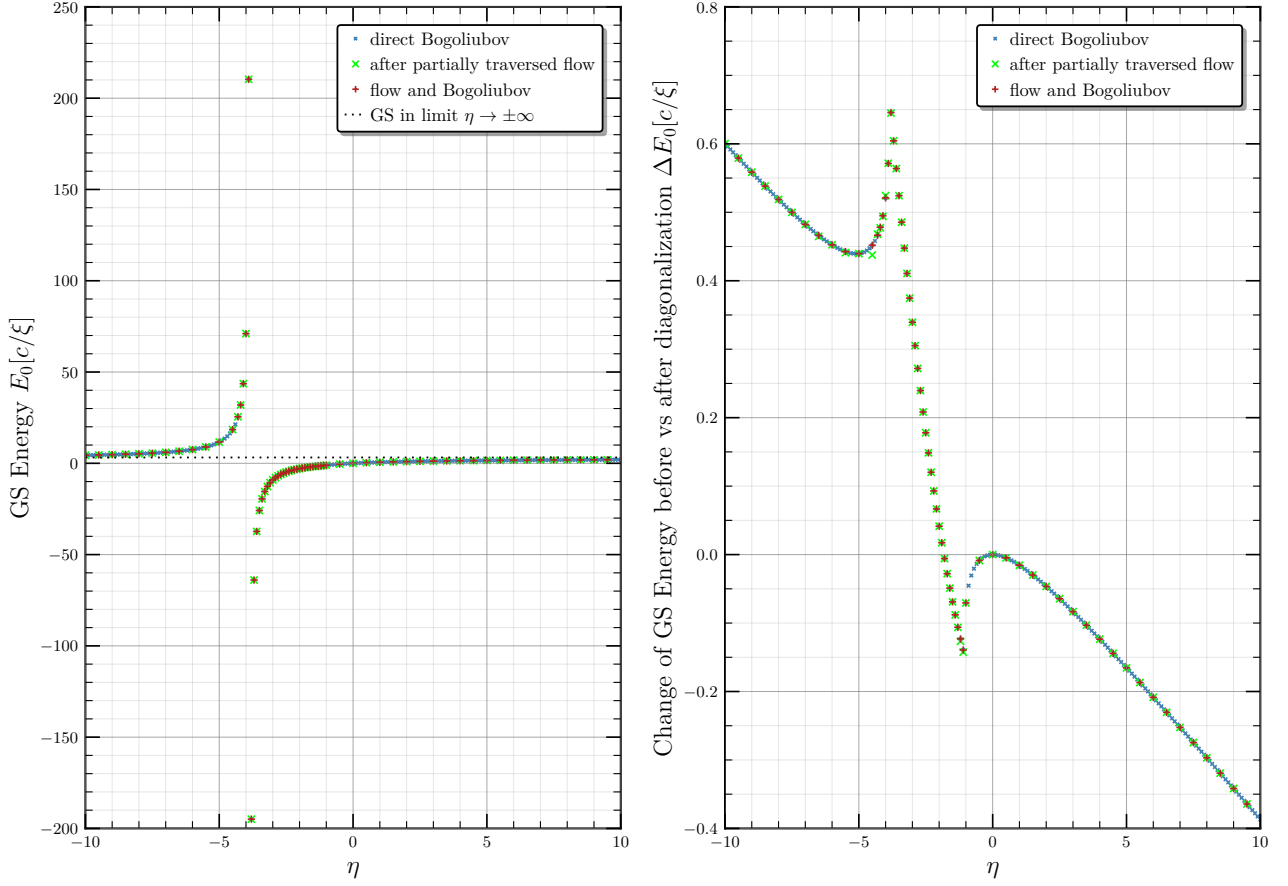 GS Energy E₀[c/ξ]
250
200
150
100
50
0
−50
−100
−150
−200
−10
−5
0
5
10
η
direct Bogoliubov
after partially traversed flow
flow and Bogoliubov
GS in limit η → ±∞
Change of GS Energy before vs after diagonalization ΔE₀[c/ξ]
0.8
0.6
0.4
0.2
0.0
−0.2
−0.4
−10
−5
0
5
10
η
direct Bogoliubov
after partially traversed flow
flow and Bogoliubov